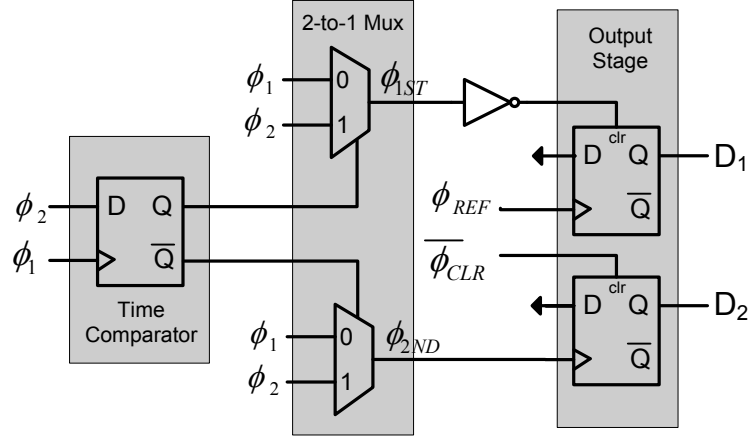 2-to-1 Mux
Output
Stage
ϕ₁
0
ϕ₁ST
ϕ₂
1
clr
D
Q
D₁
Q̅
ϕREF
ϕ₂
D
Q
ϕ₁
Q̅
Time
Comparator
ϕ̅CLR
clr
D
Q
D₂
Q̅
ϕ₁
0
ϕ₂ND
ϕ₂
1